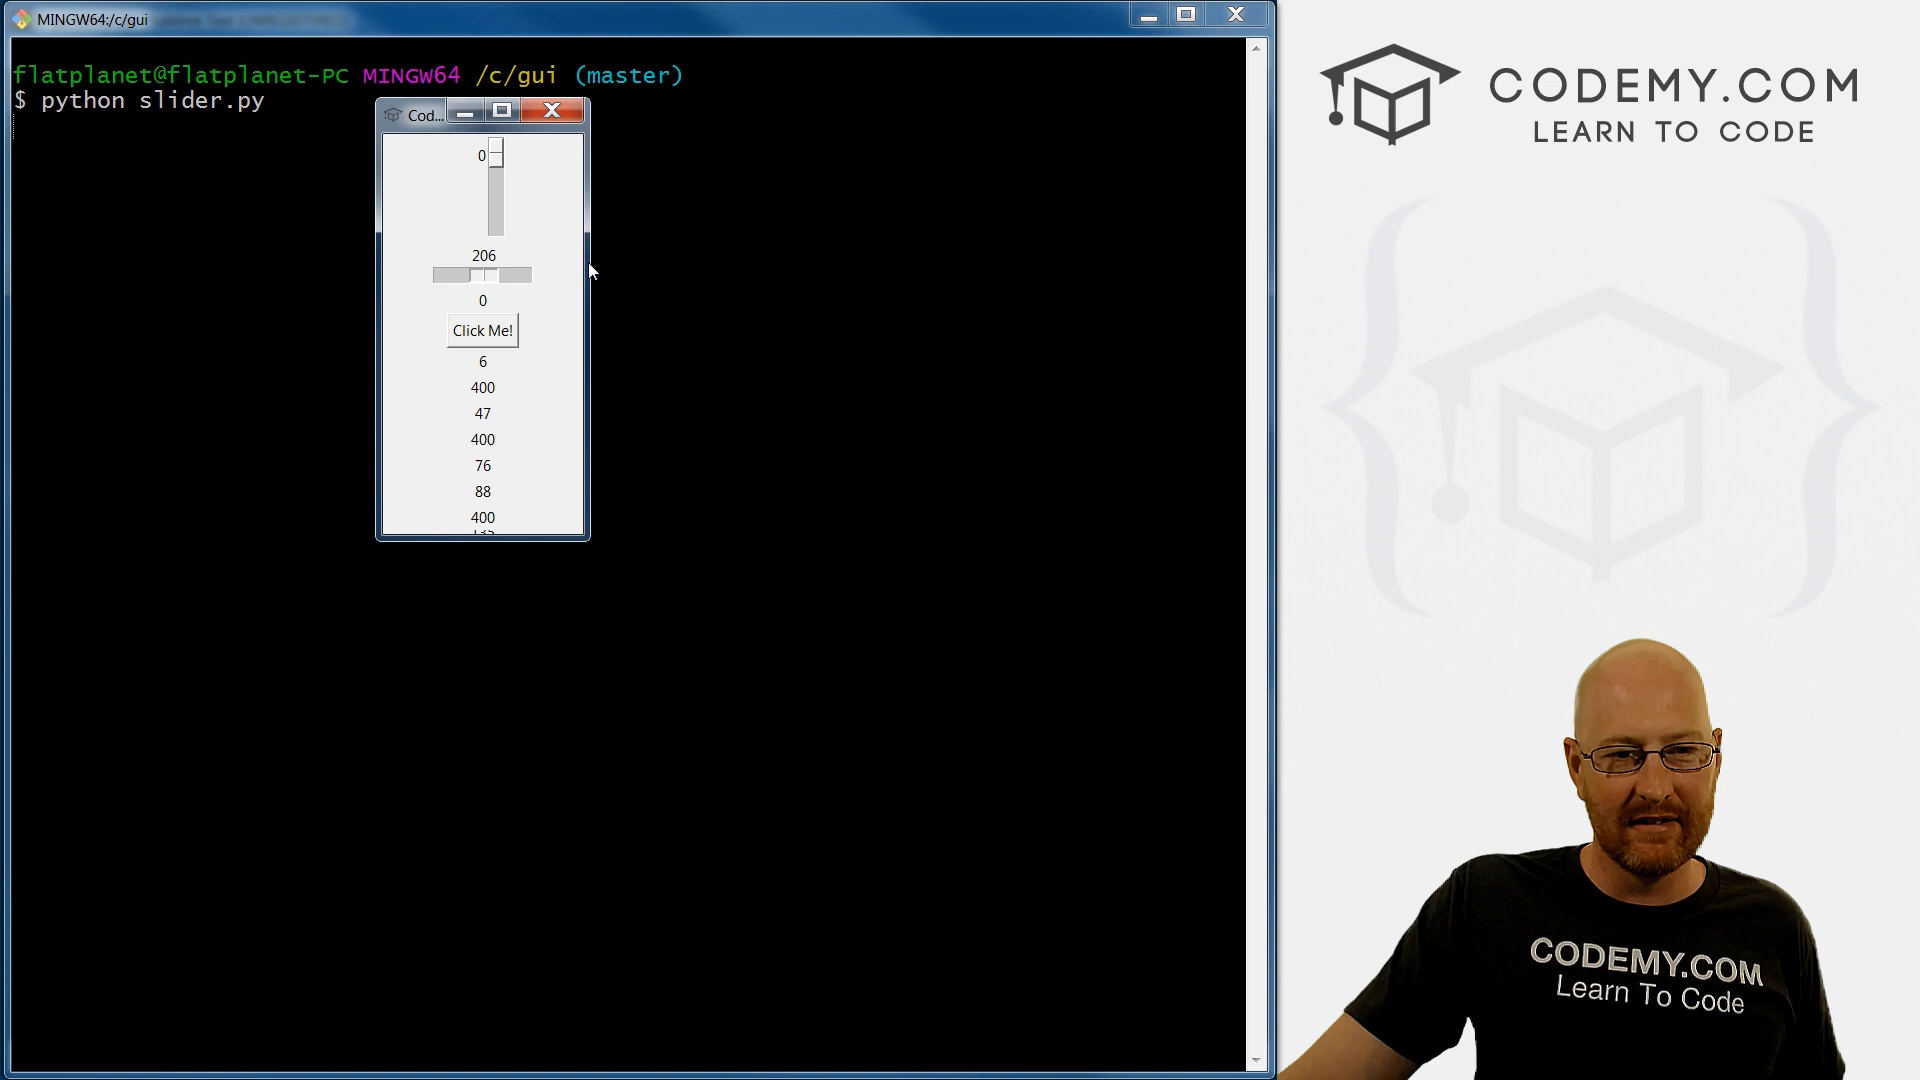 MINGW64:/c/gui
flatplanet@flatplanet-PC MINGW64 /c/gui (master)
$ python slider.py
Cod...
0
206
0
Click Me!
6
400
47
400
76
88
400
CODEMY.COM
LEARN TO CODE
CODEMY.COM
Learn To Code